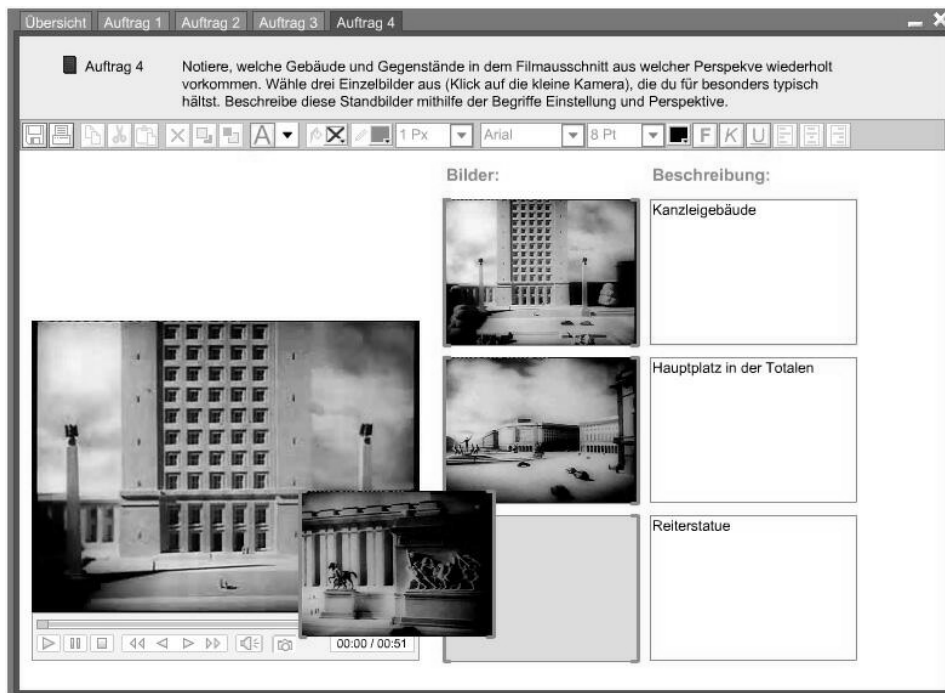 Übersicht Auftrag 1 Auftrag 2 Auftrag 3 Auftrag 4
Auftrag 4
Notiere, welche Gebäude und Gegenstände in dem Filmausschnitt aus welcher Perspekve wiederholt
vorkommen. Wähle drei Einzelbilder aus (Klick auf die kleine Kamera), die du für besonders typisch
hältst. Beschreibe diese Standbilder mithilfe der Begriffe Einstellung und Perspektive.
A 1 Px Arial 8 Pt F K U
Bilder: Beschreibung:
Kanzleigebäude
Hauptplatz in der Totalen
Reiterstatue
00:00 / 00:51